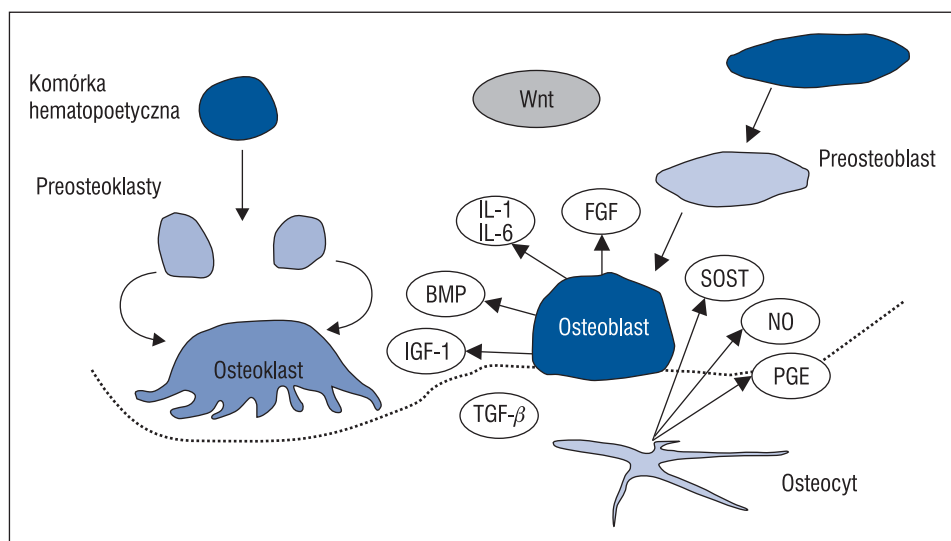 Komórka
hematopoetyczna
Wnt
Preosteoblast
Preosteoklasty
IL-1
IL-6
FGF
SOST
BMP
Osteoblast
NO
IGF-1
Osteoklast
PGE
TGF-β
Osteocyt